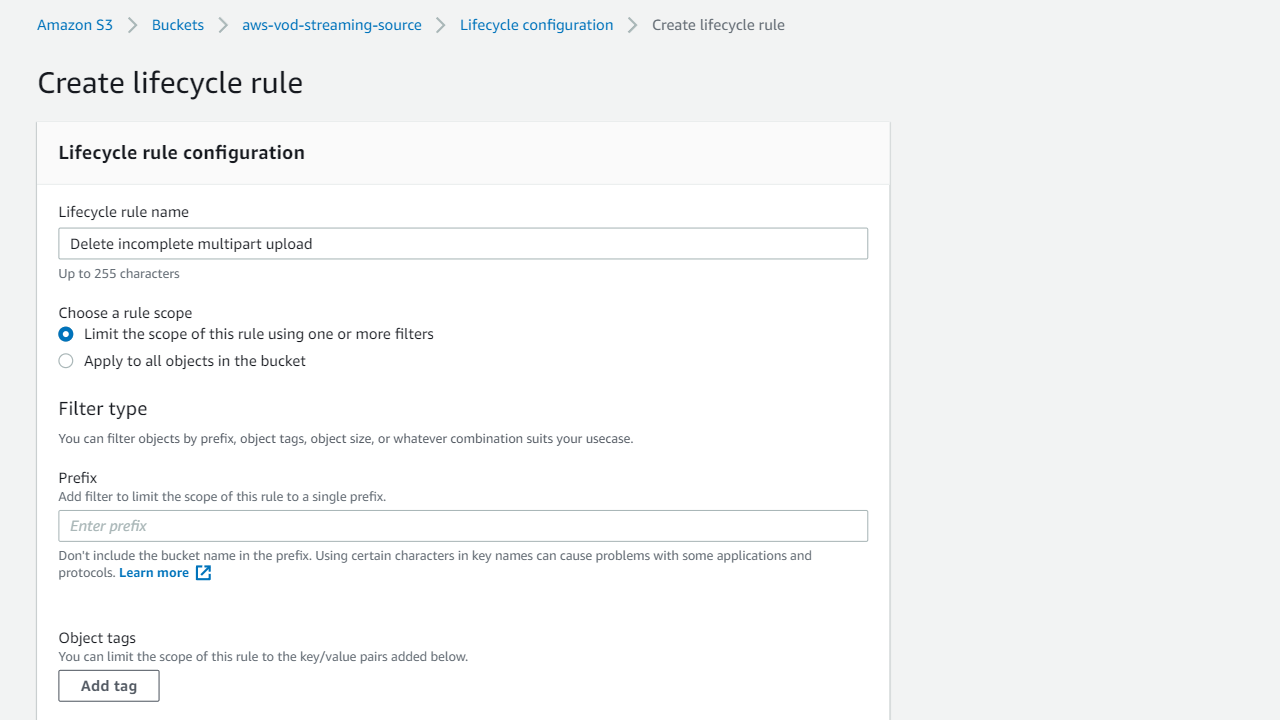 Amazon S3 > Buckets > aws-vod-streaming-source > Lifecycle configuration > Create lifecycle rule
Create lifecycle rule
Lifecycle rule configuration
Lifecycle rule name
Delete incomplete multipart upload
Up to 255 characters
Choose a rule scope
Limit the scope of this rule using one or more filters
Apply to all objects in the bucket
Filter type
You can filter objects by prefix, object tags, object size, or whatever combination suits your usecase.
Prefix
Add filter to limit the scope of this rule to a single prefix.
Enter prefix
Don't include the bucket name in the prefix. Using certain characters in key names can cause problems with some applications and
protocols. Learn more
Object tags
You can limit the scope of this rule to the key/value pairs added below.
Add tag